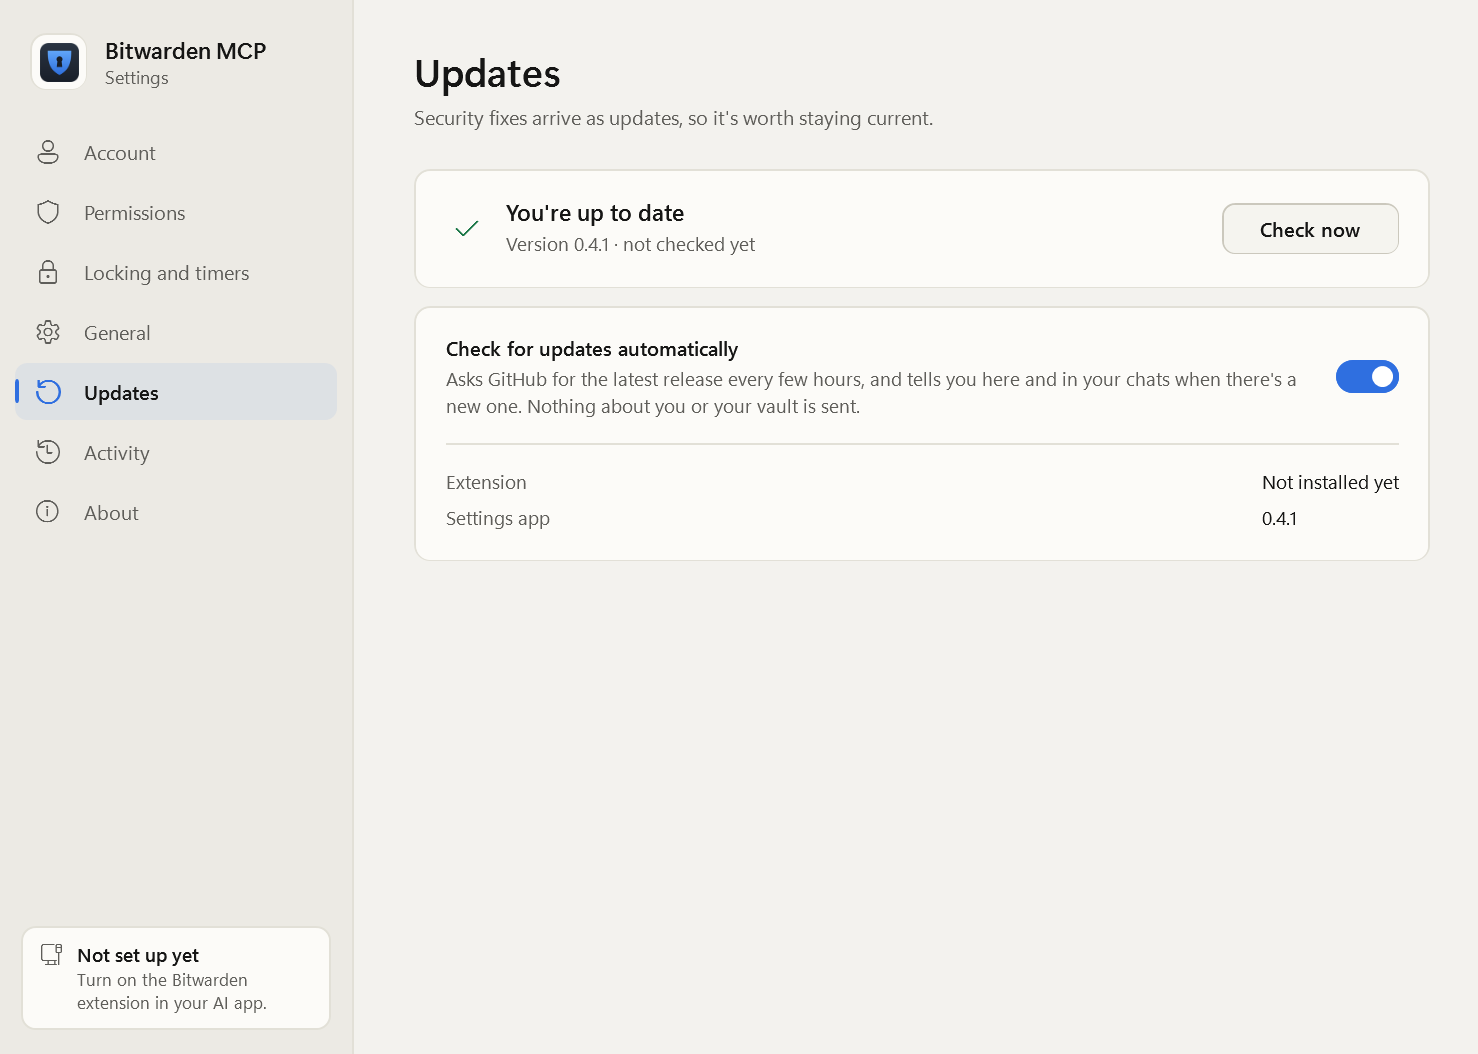 Bitwarden MCP
Settings
Account
Permissions
Locking and timers
General
Updates
Activity
About
Not set up yet
Turn on the Bitwarden
extension in your AI app.
Updates
Security fixes arrive as updates, so it's worth staying current.
You're up to date
Version 0.4.1 · not checked yet
Check now
Check for updates automatically
Asks GitHub for the latest release every few hours, and tells you here and in your chats when there's a
new one. Nothing about you or your vault is sent.
Extension Not installed yet
Settings app 0.4.1